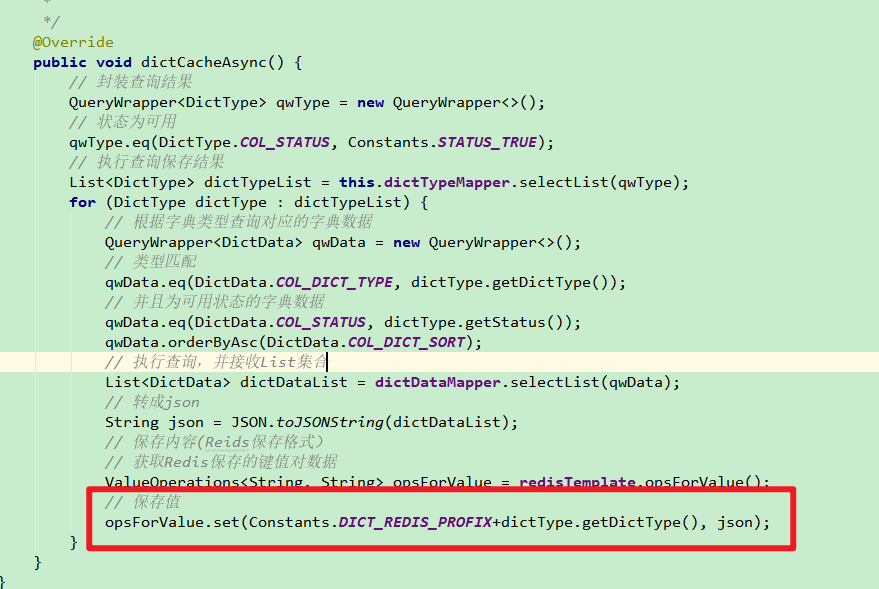 *
*/
@Override
public void dictCacheAsync() {
// 封装查询结果
QueryWrapper<DictType> qwType = new QueryWrapper<>();
// 状态为可用
qwType.eq(DictType.COL_STATUS, Constants.STATUS_TRUE);
// 执行查询保存结果
List<DictType> dictTypeList = this.dictTypeMapper.selectList(qwType);
for (DictType dictType : dictTypeList) {
// 根据字典类型查询对应的字典数据
QueryWrapper<DictData> qwData = new QueryWrapper<>();
// 类型匹配
qwData.eq(DictData.COL_DICT_TYPE, dictType.getDictType());
// 并且为可用状态的字典数据
qwData.eq(DictData.COL_STATUS, dictType.getStatus());
qwData.orderByAsc(DictData.COL_DICT_SORT);
// 执行查询，并接收List集合
List<DictData> dictDataList = dictDataMapper.selectList(qwData);
// 转成json
String json = JSON.toJSONString(dictDataList);
// 保存内容(Reids保存格式）
// 获取Redis保存的键值对数据
ValueOperations<String, String> opsForValue = redisTemplate.opsForValue();
// 保存值
opsForValue.set(Constants.DICT_REDIS_PROFIX+dictType.getDictType(), json);
}
}
}